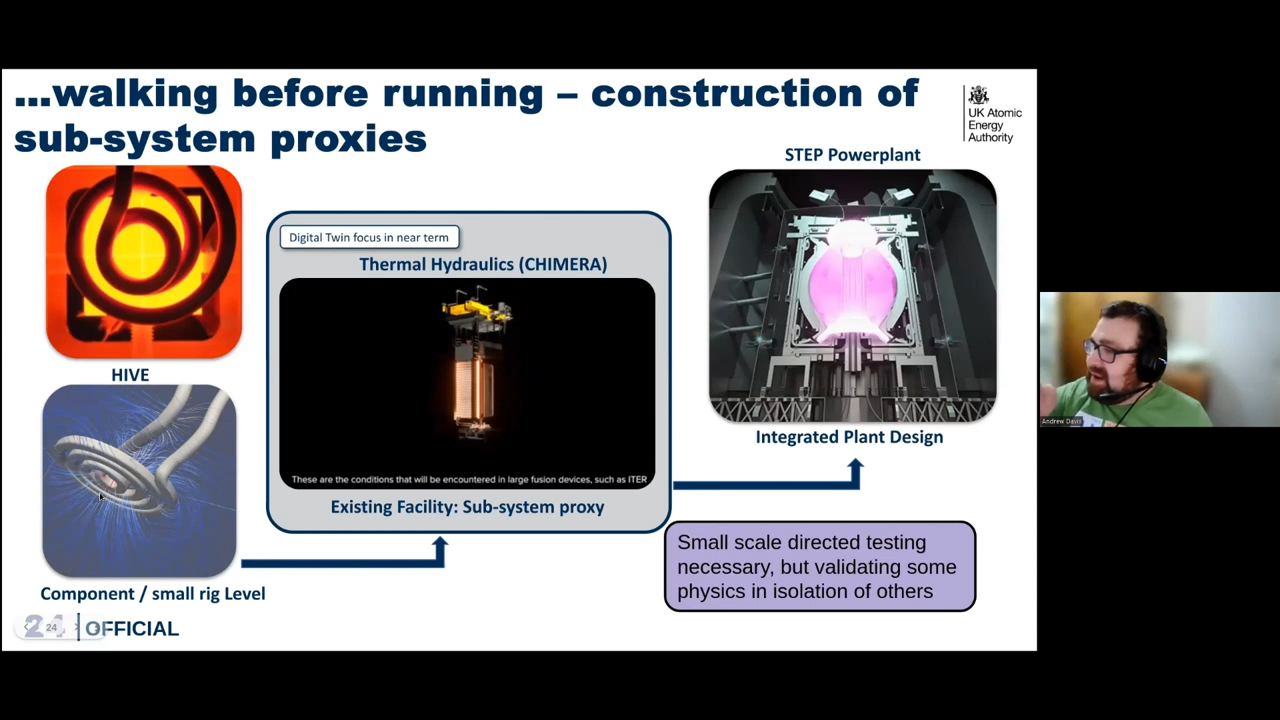 ...walking before running – construction of
sub-system proxies
UK Atomic
Energy
Authority
HIVE
Component / small rig Level
Digital Twin focus in near term
Thermal Hydraulics (CHIMERA)
These are the conditions that will be encountered in large fusion devices, such as ITER
Existing Facility: Sub-system proxy
STEP Powerplant
Integrated Plant Design
Small scale directed testing
necessary, but validating some
physics in isolation of others
24
24
OFFICIAL
Andrew Davis